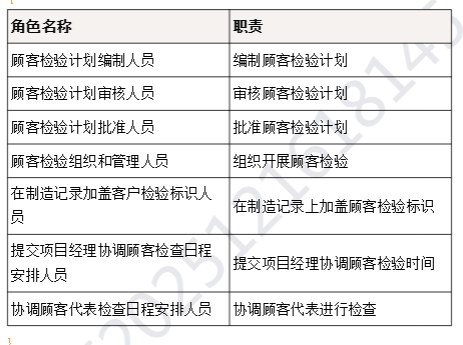 角色名称 职责
顾客检验计划编制人员 编制顾客检验计划
顾客检验计划审核人员 审核顾客检验计划
顾客检验计划批准人员 批准顾客检验计划
顾客检验组织和管理人员 组织开展顾客检验
在制造记录加盖客户检验标识人
员
在制造记录上加盖顾客检验标识
提交项目经理协调顾客检查日程
安排人员
提交项目经理协调顾客检验时间
协调顾客代表检查日程安排人员 协调顾客代表进行检查